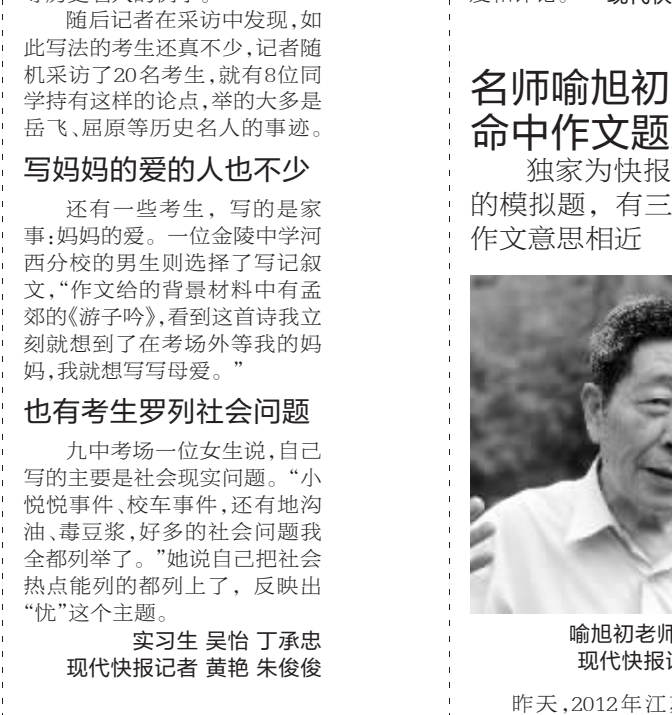 随后记者在采访中发现,如
此写法的考生还真不少,记者随
机采访了20名考生,就有8位同
学持有这样的论点,举的大多是
岳飞、屈原等历史名人的事迹。
写妈妈的爱的人也不少
还有一些考生，写的是家
事:妈妈的爱。一位金陵中学河
西分校的男生则选择了写记叙
文,“作文给的背景材料中有孟
郊的《游子吟》,看到这首诗我立
刻就想到了在考场外等我的妈
妈,我就想写写母爱。”
也有考生罗列社会问题
九中考场一位女生说,自己
写的主要是社会现实问题。“小
悦悦事件、校车事件,还有地沟
油、毒豆浆,好多的社会问题我
全都列举了。”她说自己把社会
热点能列的都列上了，反映出
“忧”这个主题。
实习生 吴怡 丁承忠
现代快报记者 黄艳 朱俊俊
名师喻旭初
命中作文题
独家为快报
的模拟题，有三
作文意思相近
喻旭初老师
现代快报记
昨天,2012年江